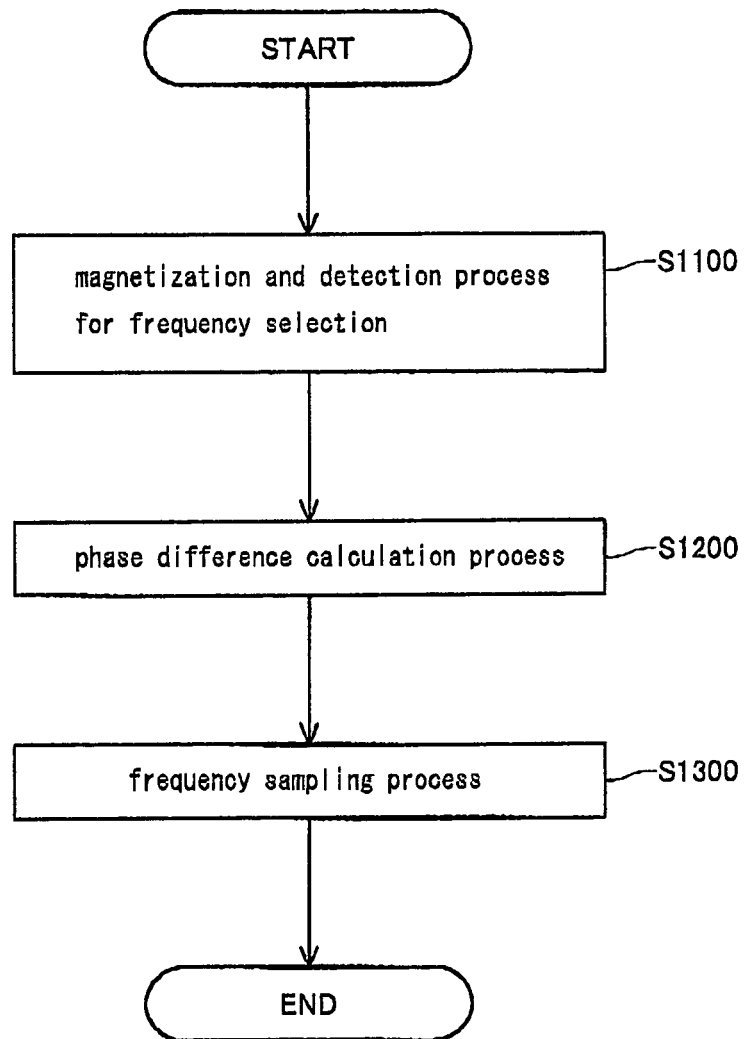 START
magnetization and detection process
for frequency selection
S1100
phase difference calculation process
S1200
frequency sampling process
S1300
END